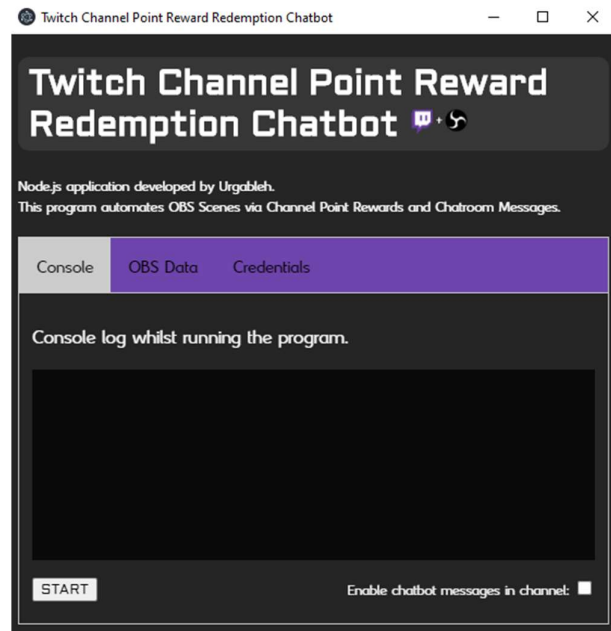 Twitch Channel Point Reward Redemption Chatbot
Twitch Channel Point Reward
Redemption Chatbot +
Node.js application developed by Urgableh.
This program automates OBS Scenes via Channel Point Rewards and Chatroom Messages.
Console OBS Data Credentials
Console log whilst running the program.
START Enable chatbot messages in channel: